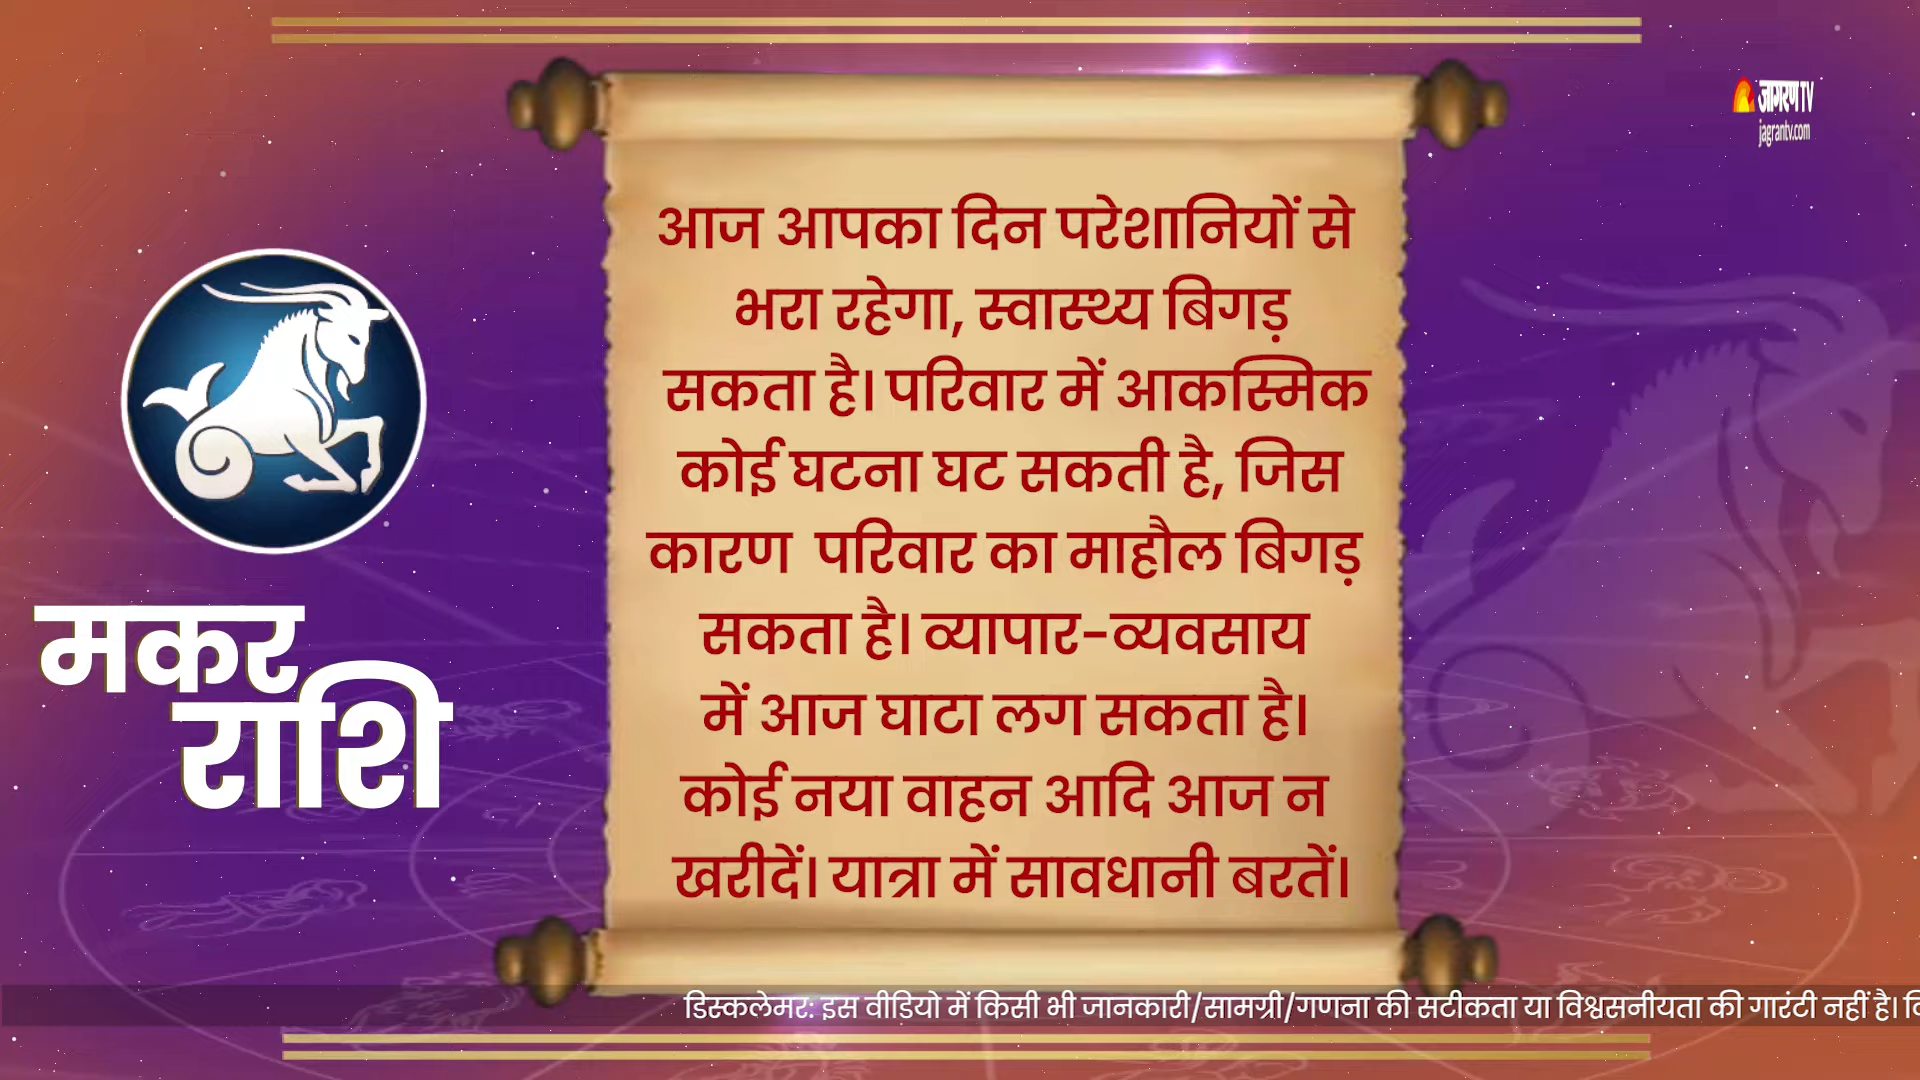 जागरण TV
jagrantv.com
आज आपका दिन परेशानियों से
भरा रहेगा, स्वास्थ्य बिगड़
सकता है। परिवार में आकस्मिक
कोई घटना घट सकती है, जिस
कारण  परिवार का माहौल बिगड़
सकता है। व्यापार-व्यवसाय
में आज घाटा लग सकता है।
कोई नया वाहन आदि आज न
खरीदें। यात्रा में सावधानी बरतें।
मकर
राशि
डिस्कलेमर: इस वीडियो में किसी भी जानकारी/सामग्री/गणना की सटीकता या विश्वसनीयता की गारंटी नहीं है।